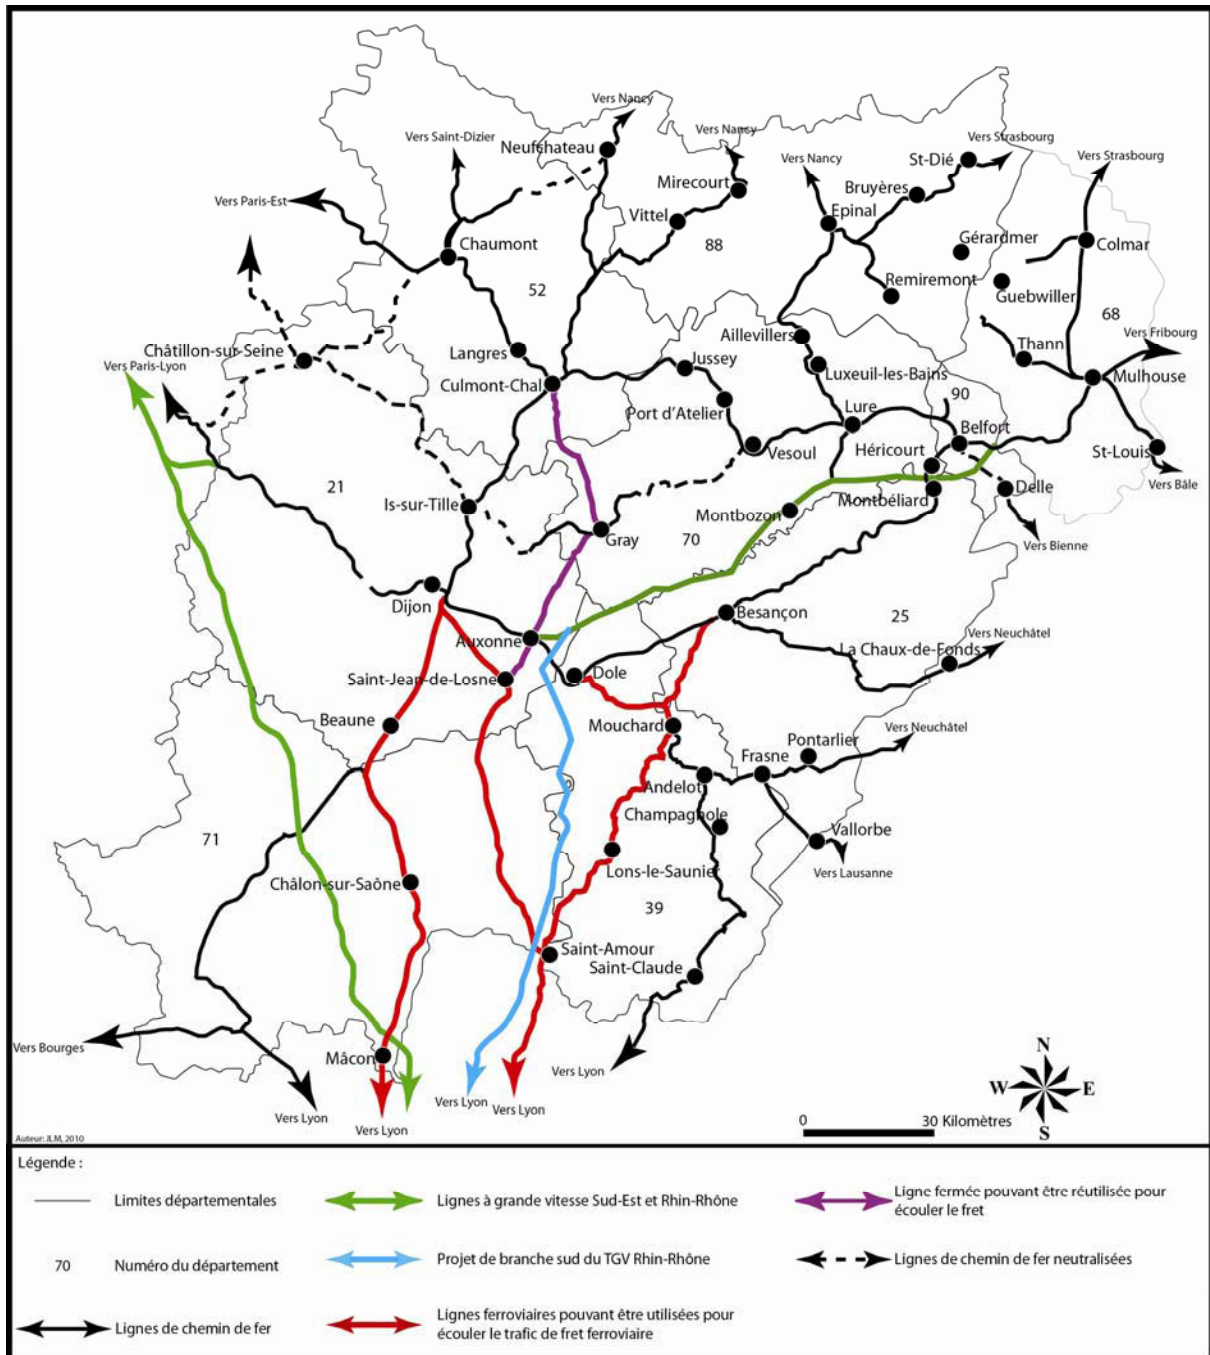 Vers Nancy
Vers Saint-Dizier
Neufchateau
Vers Nancy
Vers Strasbourg
Vers Nancy
St-Dié
Vers Strasbourg
Mirecourt
Bruyères
Vers Paris-Est
Vittel
Epinal
Chaumont
88
Gérardmer
Colmar
52
Remiremont
Guebwiller
68
Aillevillers
Vers Fribourg
Châtillon-sur-Seine
Langres
Jussey
Thann
Vers Paris-Lyon
Culmont-Chal
Luxeuil-les-Bains
Mulhouse
90
Port d'Atelier
Lure
Belfort
Vesoul
Héricourt
St-Louis
21
Vers Bâle
Is-sur-Tille
Montbéliard
Delle
Montbozon
Gray
70
Vers Bienne
Dijon
Besançon
25
Auxonne
Vers Neuchâtel
La Chaux-de-Fonds
Saint-Jean-de-Losne
Dole
Beaune
Mouchard
Vers Neuchâtel
Pontarlier
Frasne
Andelot
Champagnole
71
Vallorbe
Lons-le-Saunier
Vers Lausanne
Châlon-sur-Saône
39
Saint-Amour
Saint-Claude
Vers Bourges
Mâcon
Vers Lyon
Vers Lyon
Vers Lyon
Vers Lyon
Vers Lyon
N
W
E
S
0
30 Kilomètres
Auteur: JLM, 2010
Légende :
Limites départementales
Lignes à grande vitesse Sud-Est et Rhin-Rhône
Ligne fermée pouvant être réutilisée pour
écouler le fret
70
Numéro du département
Projet de branche sud du TGV Rhin-Rhône
Lignes de chemin de fer neutralisées
Lignes de chemin de fer
Lignes ferroviaires pouvant être utilisées pour
écouler le trafic de fret ferroviaire